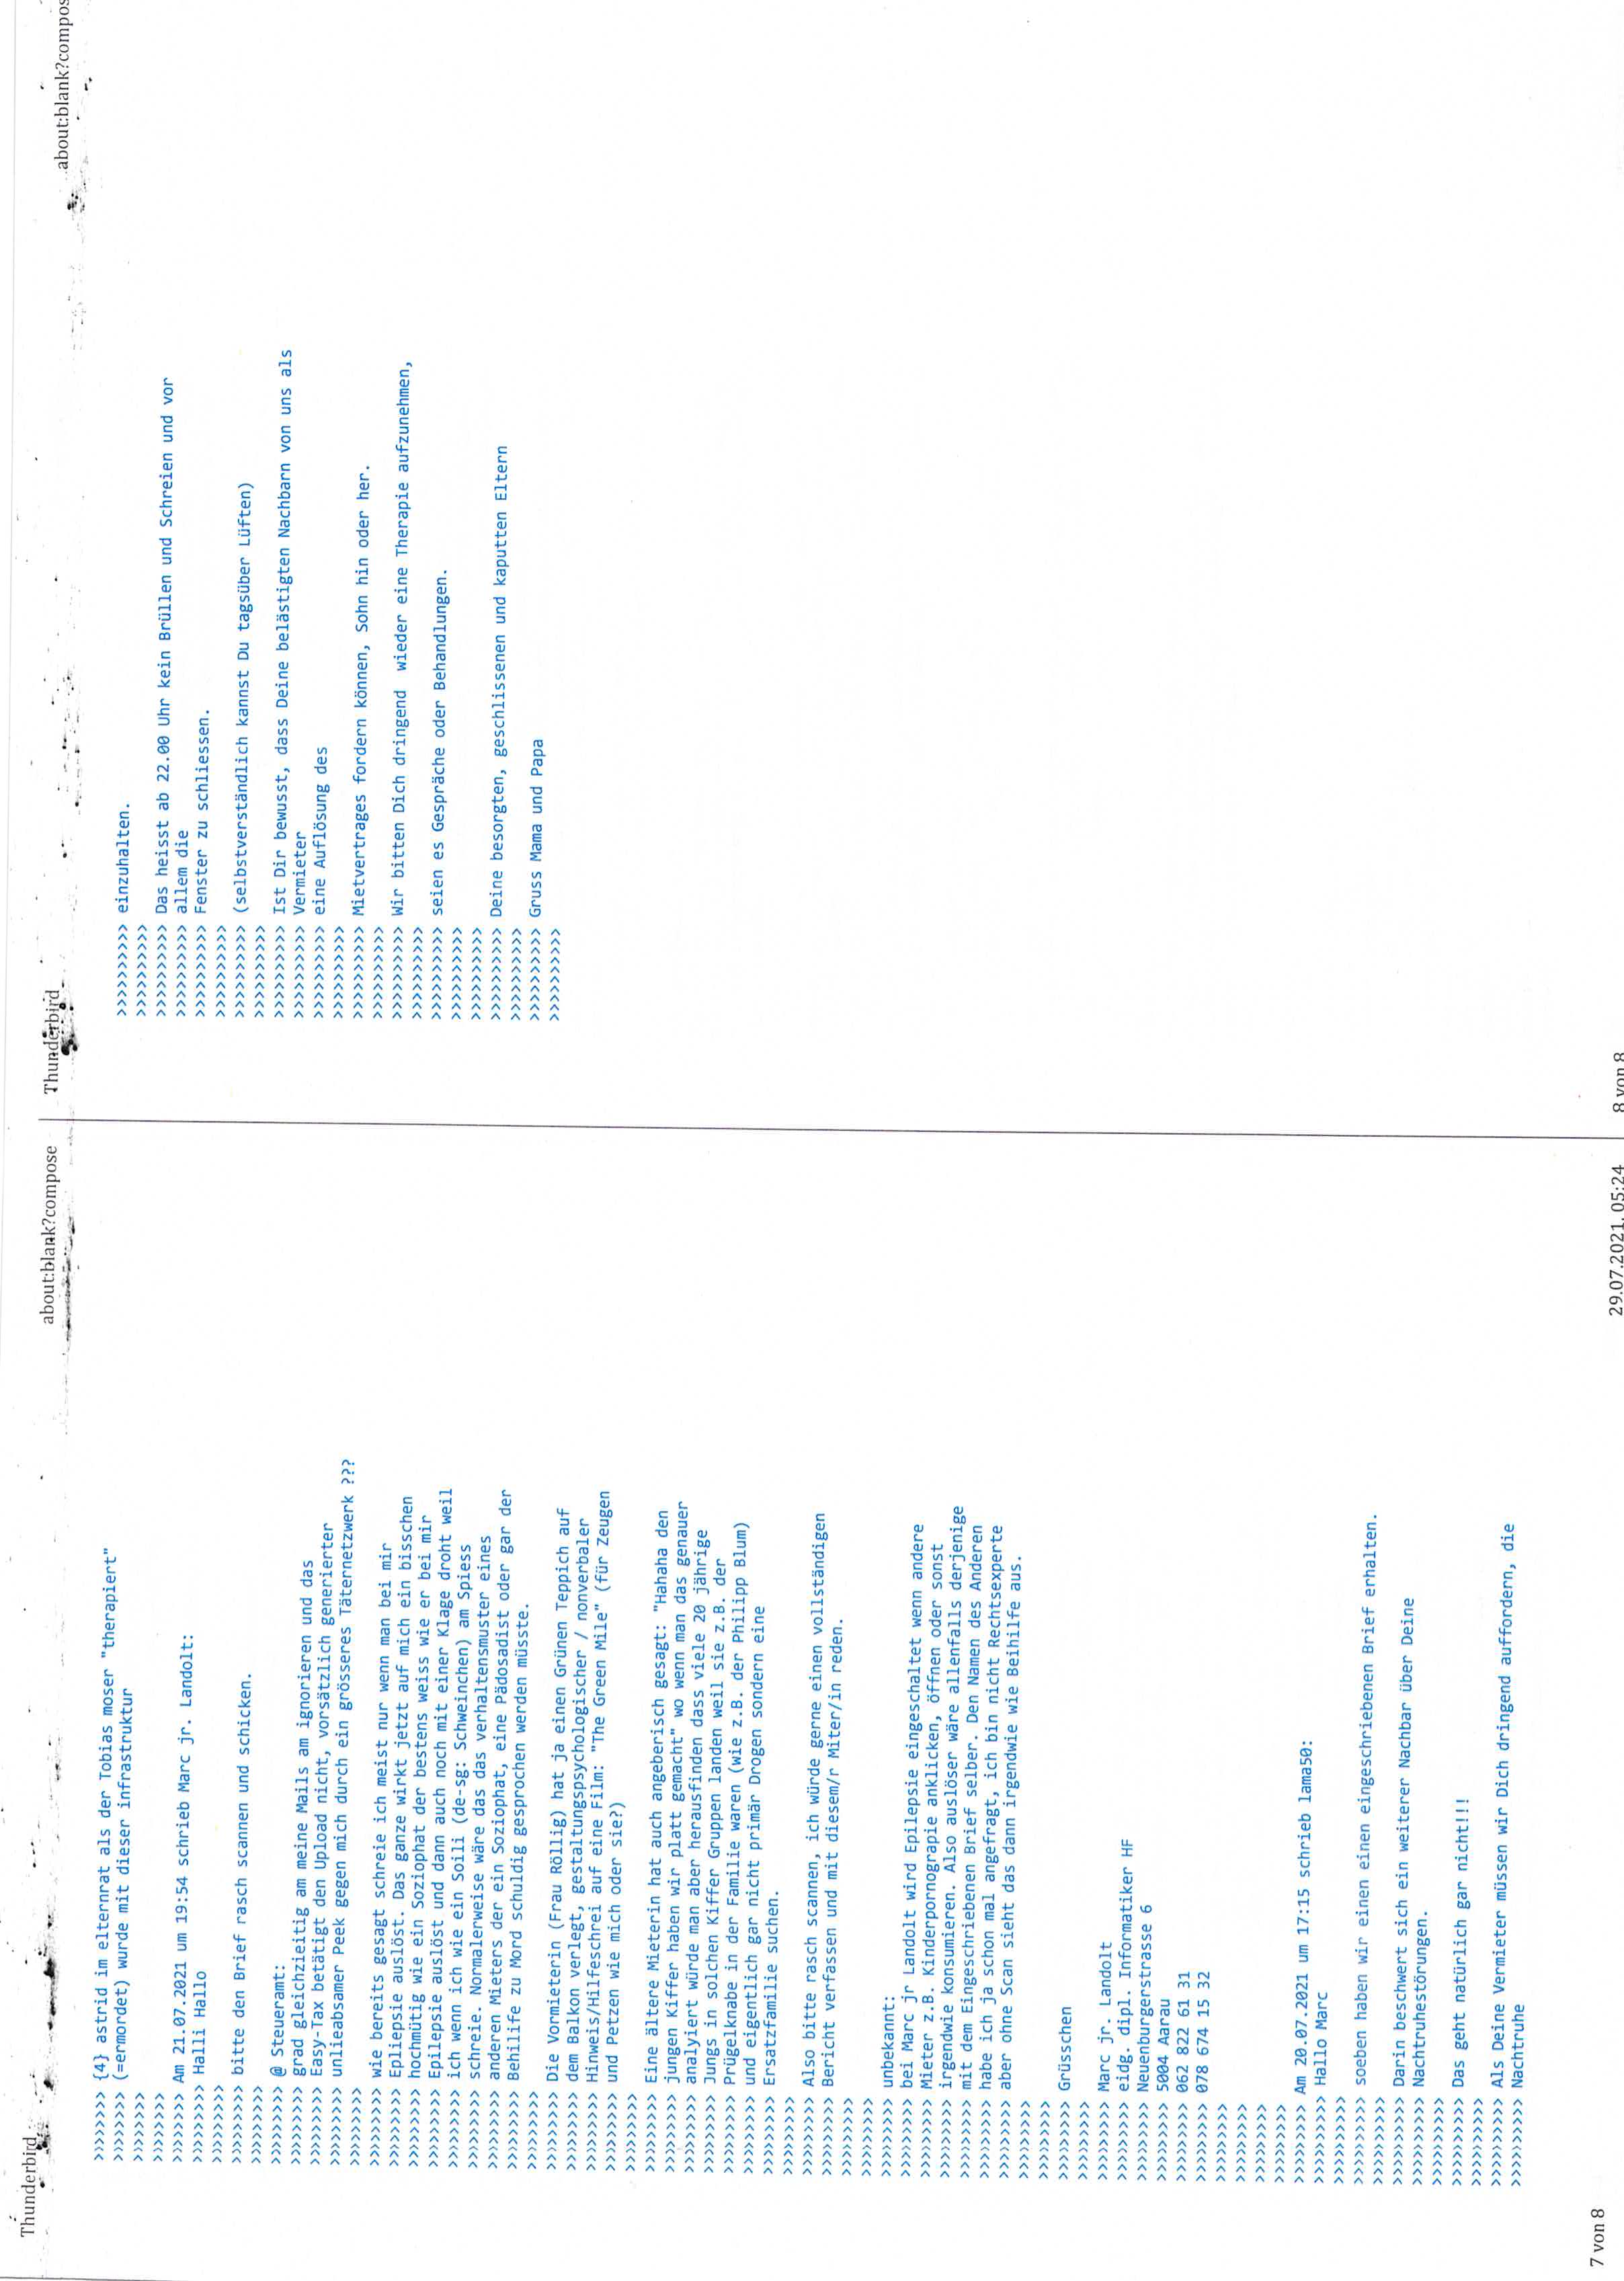 Thunderbird
about:blank?compose
>>>>>>>> {4} astrid im elternrat als der Tobias moser "therapiert"
>>>>>>>> (=ermordet) wurde mit dieser infrastruktur
>>>>>>>>
>>>>>>>>
>>>>>>>> Am 21.07.2021 um 19:54 schrieb Marc jr. Landolt:
>>>>>>>>> Halli Hallo
>>>>>>>>>
>>>>>>>>> bitte den Brief rasch scannen und schicken.
>>>>>>>>>
>>>>>>>>> @ Steueramt:
>>>>>>>>> grad gleichzieitig am meine Mails am ignorieren und das
>>>>>>>>> Easy-Tax betätigt den Upload nicht, vorsätzlich generierter
>>>>>>>>> unlieabsamer Peek gegen mich durch ein grösseres Täternetzwerk ???
>>>>>>>>>
>>>>>>>>> wie bereits gesagt schreie ich meist nur wenn man bei mir
>>>>>>>>> Epliepsie auslöst. Das ganze wirkt jetzt auf mich ein bisschen
>>>>>>>>> hochmütig wie ein Soziophat der bestens weiss wie er bei mir
>>>>>>>>> Epilepsie auslöst und dann auch noch mit einer Klage droht weil
>>>>>>>>> ich wenn ich wie ein Soili (de-sg: Schweinchen) am Spiess
>>>>>>>>> schreie. Normalerweise wäre das das verhaltensmuster eines
>>>>>>>>> anderen Mieters der ein Soziophat, eine Pädosadist oder gar der
>>>>>>>>> Behilife zu Mord schuldig gesprochen werden müsste.
>>>>>>>>>
>>>>>>>>> Die Vormieterin (Frau Röllig) hat ja einen Grünen Teppich auf
>>>>>>>>> dem Balkon verlegt, gestaltungspsychologischer / nonverbaler
>>>>>>>>> Hinweis/Hilfeschrei auf eine Film: "The Green Mile" (für Zeugen
>>>>>>>>> und Petzen wie mich oder sie?)
>>>>>>>>>
>>>>>>>>> Eine ältere Mieterin hat auch angeberisch gesagt: "Hahaha den
>>>>>>>>> jungen Kiffer haben wir platt gemacht" wo wenn man das genauer
>>>>>>>>> analyiert würde man aber herausfinden dass viele 20 jährige
>>>>>>>>> Jungs in solchen Kiffer Gruppen landen weil sie z.B. der
>>>>>>>>> Prügelknabe in der Familie waren (wie z.B. der Philipp Blum)
>>>>>>>>> und eigentlich gar nicht primär Drogen sondern eine
>>>>>>>>> Ersatzfamilie suchen.
>>>>>>>>>
>>>>>>>>> Also bitte rasch scannen, ich würde gerne einen vollständigen
>>>>>>>>> Bericht verfassen und mit diesem/r Miter/in reden.
>>>>>>>>>
>>>>>>>>>
>>>>>>>>> unbekannt:
>>>>>>>>> bei Marc jr Landolt wird Epilepsie eingeschaltet wenn andere
>>>>>>>>> Mieter z.B. Kinderpornograpie anklicken, öffnen oder sonst
>>>>>>>>> irgendwie konsumieren. Also auslöser wäre allenfalls derjenige
>>>>>>>>> mit dem Eingeschriebenen Brief selber. Den Namen des Anderen
>>>>>>>>> habe ich ja schon mal angefragt, ich bin nicht Rechtsexperte
>>>>>>>>> aber ohne Scan sieht das dann irgendwie wie Beihilfe aus.
>>>>>>>>>
>>>>>>>>>
>>>>>>>>> Grüsschen
>>>>>>>>>
>>>>>>>>> Marc jr. Landolt
>>>>>>>>> eidg. dipl. Informatiker HF
>>>>>>>>> Neuenburgerstrasse 6
>>>>>>>>> 5004 Aarau
>>>>>>>>> 062 822 61 31
>>>>>>>>> 078 674 15 32
>>>>>>>>>
>>>>>>>>>
>>>>>>>>>
>>>>>>>>>
>>>>>>>>> Am 20.07.2021 um 17:15 schrieb lama50:
>>>>>>>>>> Hallo Marc
>>>>>>>>>>
>>>>>>>>>> soeben haben wir einen einen eingeschriebenen Brief erhalten.
>>>>>>>>>>
>>>>>>>>>> Darin beschwert sich ein weiterer Nachbar über Deine
>>>>>>>>>> Nachtruhestörungen.
>>>>>>>>>>
>>>>>>>>>> Das geht natürlich gar nicht!!!
>>>>>>>>>>
>>>>>>>>>> Als Deine Vermieter müssen wir Dich dringend auffordern, die
>>>>>>>>>> Nachtruhe
7 von 8
29.07.2021, 05:24
Thunderbird
about:blank?compos
>>>>>>>>>> einzuhalten.
>>>>>>>>>>
>>>>>>>>>> Das heisst ab 22.00 Uhr kein Brüllen und Schreien und vor
>>>>>>>>>> allem die
>>>>>>>>>> Fenster zu schliessen.
>>>>>>>>>>
>>>>>>>>>> (selbstverständlich kannst Du tagsüber Lüften)
>>>>>>>>>>
>>>>>>>>>> Ist Dir bewusst, dass Deine belästigten Nachbarn von uns als
>>>>>>>>>> Vermieter
>>>>>>>>>> eine Auflösung des
>>>>>>>>>>
>>>>>>>>>> Mietvertrages fordern können, Sohn hin oder her.
>>>>>>>>>>
>>>>>>>>>> Wir bitten Dich dringend  wieder eine Therapie aufzunehmen,
>>>>>>>>>>
>>>>>>>>>> seien es Gespräche oder Behandlungen.
>>>>>>>>>>
>>>>>>>>>>
>>>>>>>>>> Deine besorgten, geschlissenen und kaputten Eltern
>>>>>>>>>>
>>>>>>>>>> Gruss Mama und Papa
>>>>>>>>>>
8 von 8